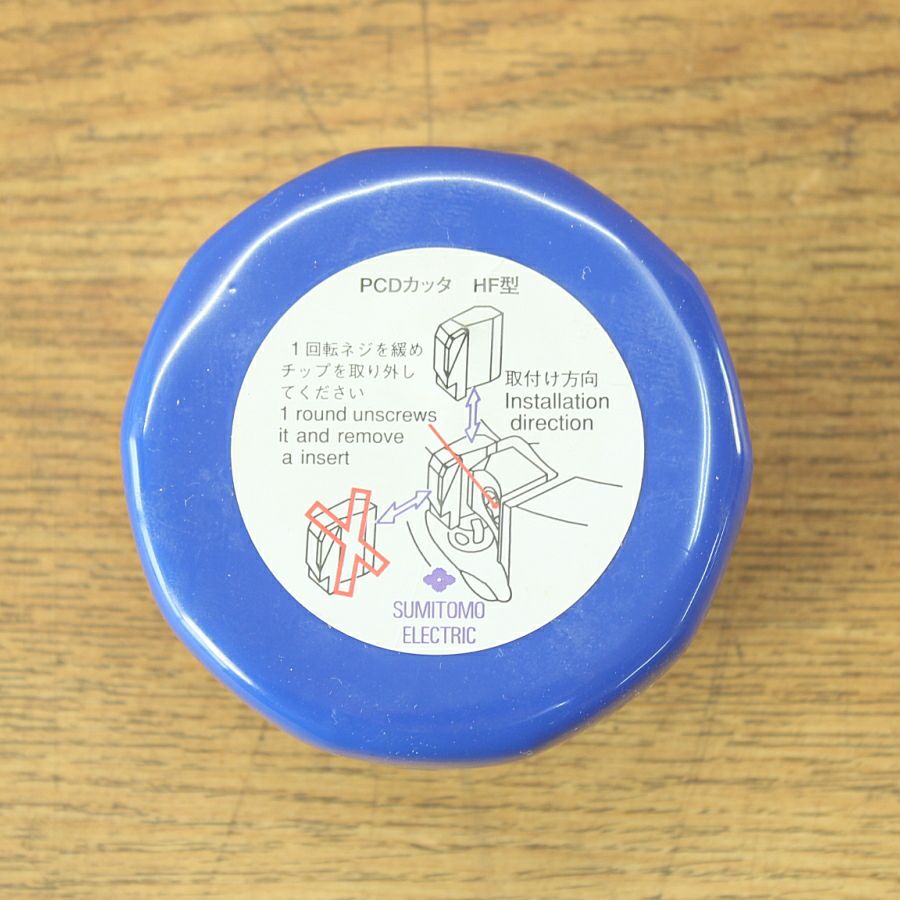 PCDカッタ HF型
1回転ネジを緩め
チップを取り外し
てください
1 round unscrews
it and remove
a insert
取付け方向
Installation
direction
SUMITOMO
ELECTRIC